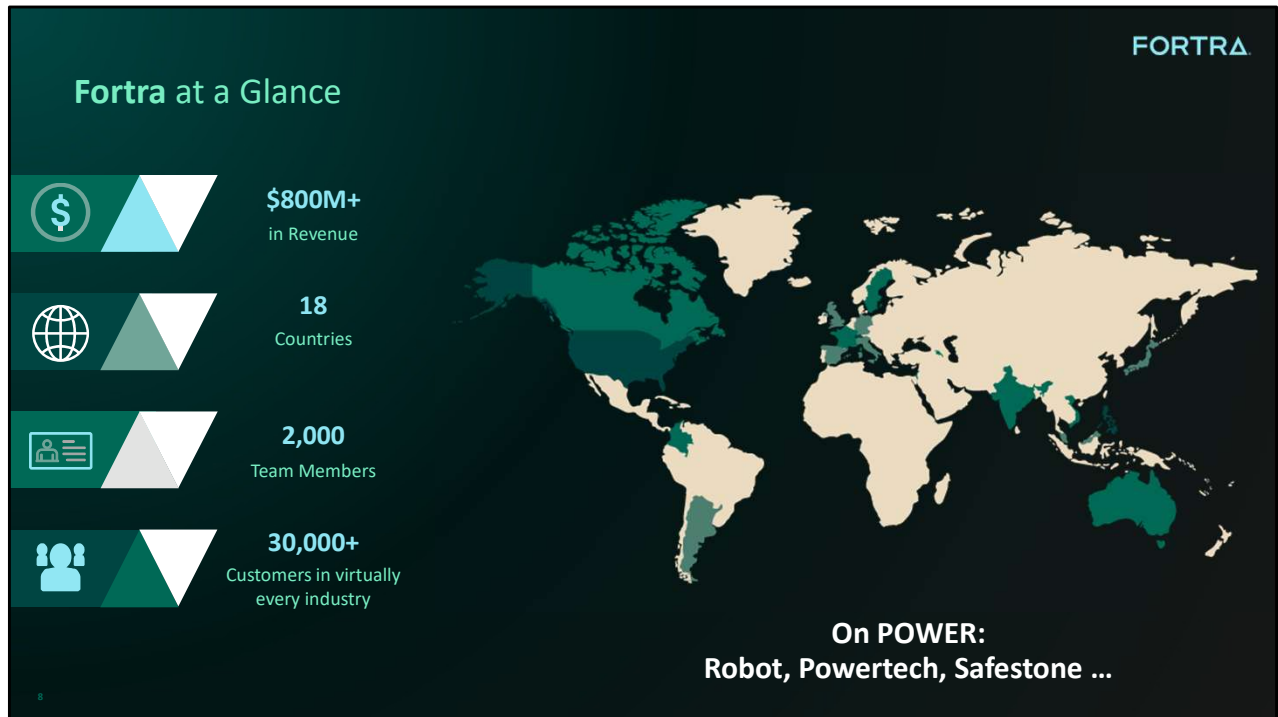 FORTRA
Fortra at a Glance
$
$800M+
in Revenue
18
Countries
2,000
Team Members
30,000+
Customers in virtually
every industry
On POWER:
Robot, Powertech, Safestone …
8